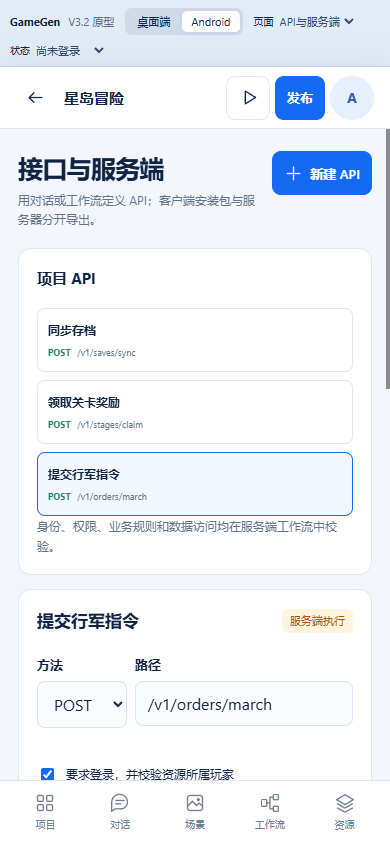 GameGen V3.2 原型 桌面端 Android 页面 API与服务端
状态 尚未登录
星岛冒险 发布 A
接口与服务端
新建 API
用对话或工作流定义 API；客户端安装包与服
务器分开导出。
项目 API
同步存档
POST /v1/saves/sync
领取关卡奖励
POST /v1/stages/claim
提交行军指令
POST /v1/orders/march
身份、权限、业务规则和数据访问均在服务端工作流中校
验。
提交行军指令 服务端执行
方法 路径
POST /v1/orders/march
要求登录，并校验资源所属玩家
项目 对话 场景 工作流 资源